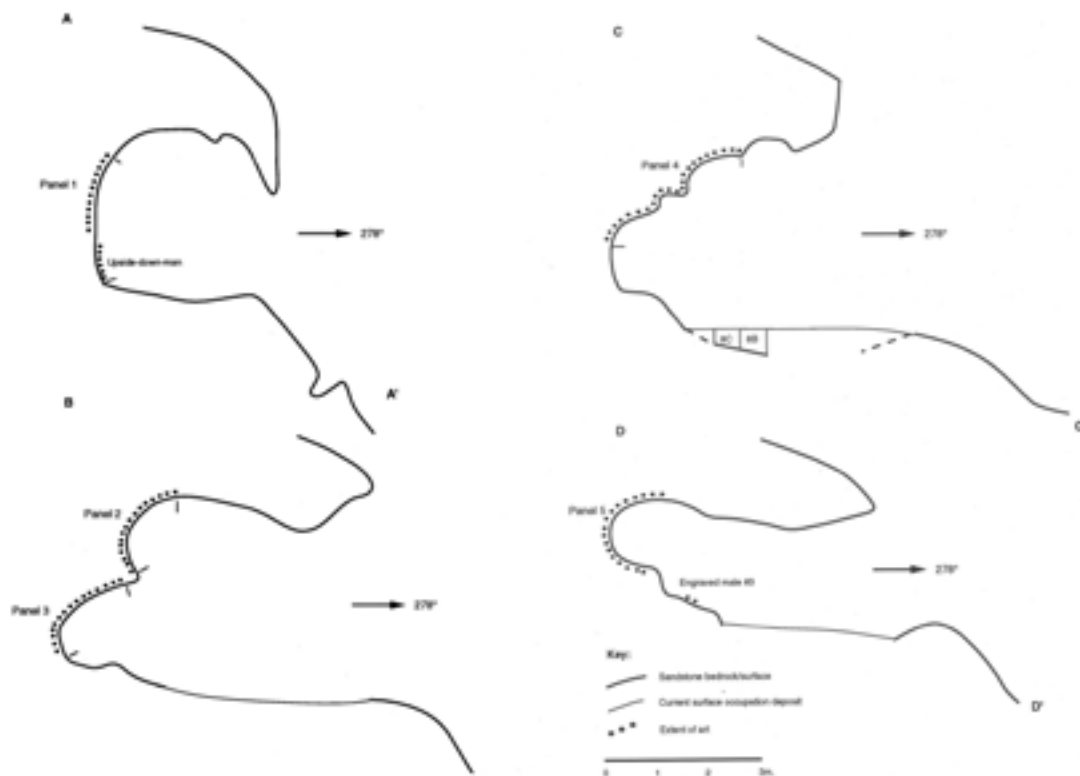 A
Panel 1
278°
Upside-down-man
A'
B
Panel 2
Panel 3
278°
C
Panel 4
278°
C
D
Panel 5
278°
Engraved male
D'
Key:
Sandstone bedrock/surface
Current surface occupation deposit
Extent of art
0 1 2 3m.